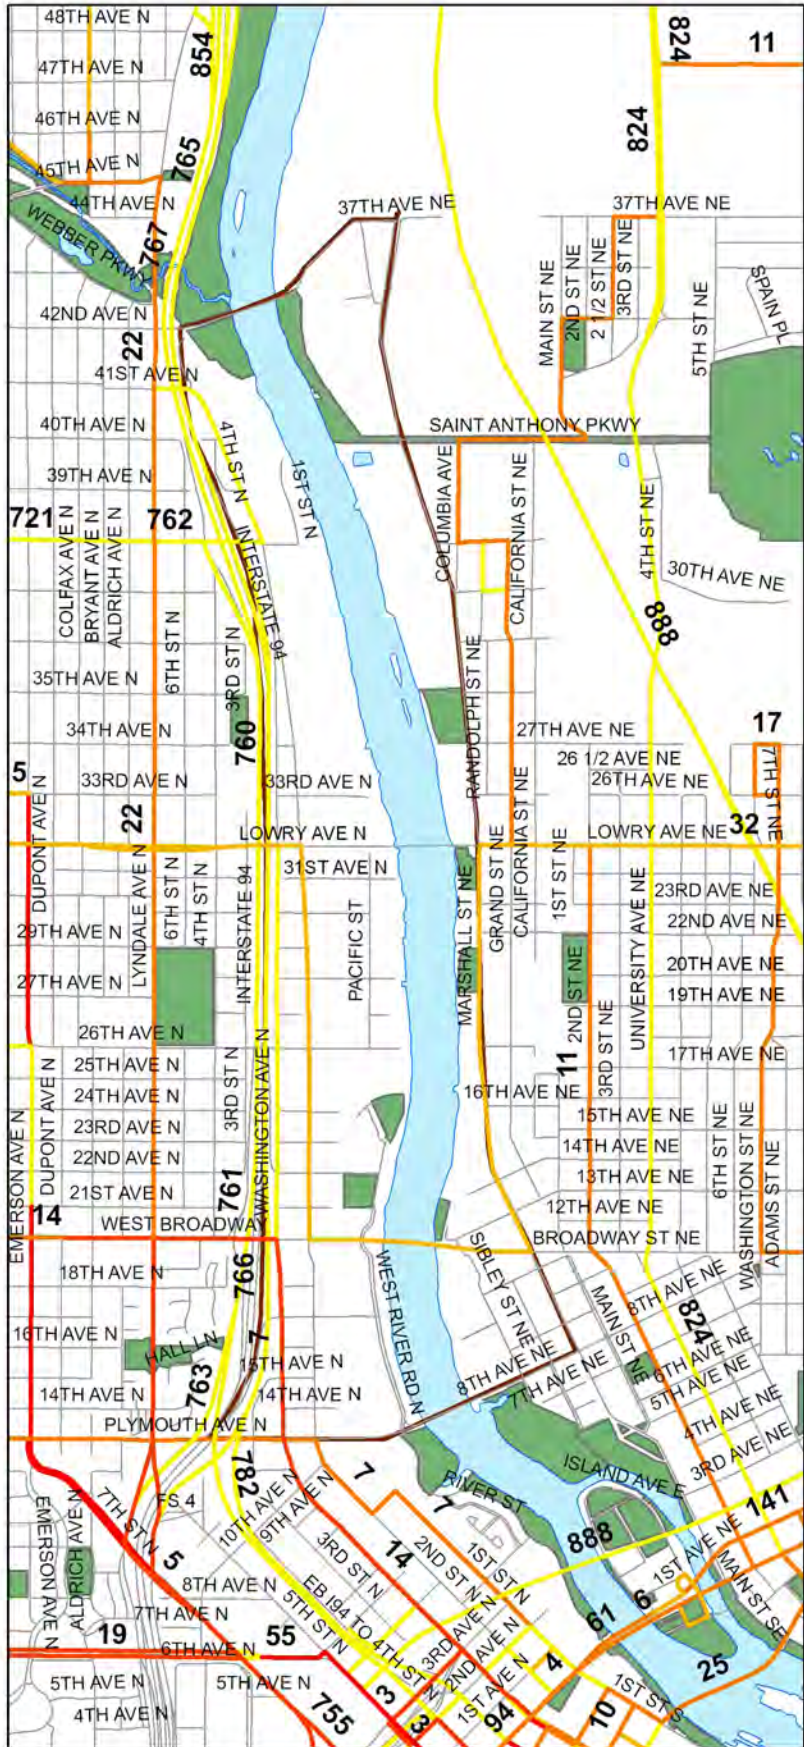 48TH AVE N
854
824
11
47TH AVE N
46TH AVE N
765
824
45TH AVE N
44TH AVE N
37TH AVE NE
37TH AVE NE
WEBBER PKWY
767
MAIN ST NE
2ND ST NE
2 1/2 ST NE
3RD ST NE
5TH ST NE
SPAIN PL
42ND AVE N
22
41ST AVE N
40TH AVE N
SAINT ANTHONY PKWY
4TH ST N
39TH AVE N
1ST ST N
COLUMBIA AVE
CALIFORNIA ST NE
4TH ST NE
721
762
COLFAX AVE N
BRYANT AVE N
ALDRICH AVE N
INTERSTATE 94
30TH AVE NE
888
6TH ST N
3RD ST N
35TH AVE N
RANDOLPH ST NE
34TH AVE N
760
27TH AVE NE
17
26 1/2 AVE NE
5
33RD AVE N
33RD AVE N
26TH AVE NE
7TH ST NE
DUPONT AVE N
22
LOWRY AVE N
CALIFORNIA ST NE
LOWRY AVE NE
32
31ST AVE N
GRAND ST NE
1ST ST NE
LYNDALE AVE N
6TH ST N
4TH ST N
INTERSTATE 94
PACIFIC ST
MARSHALL ST NE
23RD AVE NE
29TH AVE N
22ND AVE NE
UNIVERSITY AVE NE
27TH AVE N
2ND ST NE
20TH AVE NE
19TH AVE NE
26TH AVE N
17TH AVE NE
25TH AVE N
3RD ST N
WASHINGTON AVE N
11
3RD ST NE
24TH AVE N
16TH AVE NE
DUPONT AVE N
EMERSON AVE N
23RD AVE N
15TH AVE NE
22ND AVE N
14TH AVE NE
6TH ST NE
WASHINGTON ST NE
ADAMS ST NE
21ST AVE N
761
13TH AVE NE
14
12TH AVE NE
WEST BROADWAY
BROADWAY ST NE
18TH AVE N
766
WEST RIVER RD N
SIBLEY ST NE
MAIN ST NE
8TH AVE NE
824
16TH AVE N
HALL LN
7
15TH AVE N
8TH AVE NE
7TH AVE NE
6TH AVE NE
5TH AVE NE
14TH AVE N
763
14TH AVE N
4TH AVE NE
PLYMOUTH AVE N
3RD AVE NE
782
7
RIVER ST
ISLAND AVE E
7TH ST N
FS 4
10TH AVE N
9TH AVE N
7
141
EMERSON AVE N
ALDRICH AVE N
5
3RD ST N
14
2ND ST N
1ST ST N
888
1ST AVE NE
8TH AVE N
EB I94 TO 4TH ST N
5TH ST N
MAIN ST SE
7TH AVE N
61
6
19
6TH AVE N
55
3RD AVE N
2ND AVE N
1ST AVE N
4
25
5TH AVE N
5TH AVE N
4TH AVE N
755
3
3
94
10
1ST ST S